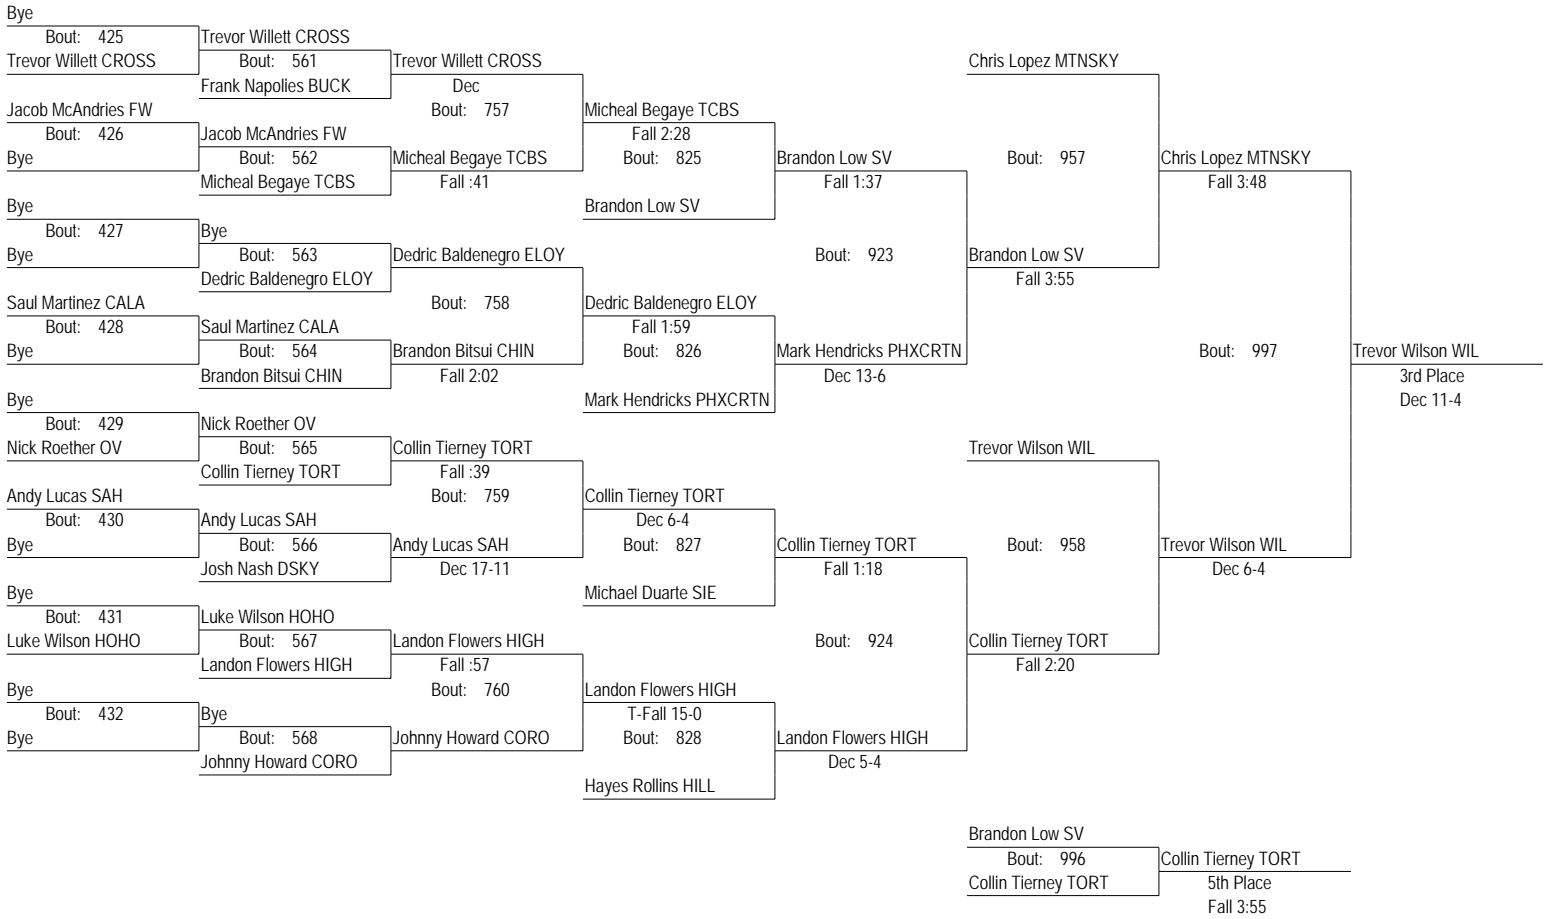 Bye
Bout: 425
Trevor Willett CROSS
Jacob McAndries FW
Bout: 426
Bye
Bye
Bout: 427
Bye
Saul Martinez CALA
Bout: 428
Bye
Bye
Bout: 429
Nick Roether OV
Andy Lucas SAH
Bout: 430
Bye
Bye
Bout: 431
Luke Wilson HOHO
Bye
Bout: 432
Bye
Trevor Willett CROSS
Bout: 561
Frank Napolies BUCK
Jacob McAndries FW
Bout: 562
Micheal Begaye TCBS
Bye
Bout: 563
Dedric Baldenegro ELOY
Saul Martinez CALA
Bout: 564
Brandon Bitsui CHIN
Nick Roether OV
Bout: 565
Collin Tierney TORT
Andy Lucas SAH
Bout: 566
Josh Nash DSKY
Luke Wilson HOHO
Bout: 567
Landon Flowers HIGH
Bye
Bout: 568
Johnny Howard CORO
Trevor Willett CROSS
Dec
Bout: 757
Micheal Begaye TCBS
Fall :41
Dedric Baldenegro ELOY
Bout: 758
Brandon Bitsui CHIN
Fall 2:02
Collin Tierney TORT
Fall :39
Bout: 759
Andy Lucas SAH
Dec 17-11
Landon Flowers HIGH
Fall :57
Bout: 760
Johnny Howard CORO
Micheal Begaye TCBS
Fall 2:28
Bout: 825
Brandon Low SV
Dedric Baldenegro ELOY
Fall 1:59
Bout: 826
Mark Hendricks PHXCRTN
Collin Tierney TORT
Dec 6-4
Bout: 827
Michael Duarte SIE
Landon Flowers HIGH
T-Fall 15-0
Bout: 828
Hayes Rollins HILL
Brandon Low SV
Fall 1:37
Bout: 923
Mark Hendricks PHXCRTN
Dec 13-6
Collin Tierney TORT
Fall 1:18
Bout: 924
Landon Flowers HIGH
Dec 5-4
Chris Lopez MTNSKY
Bout: 957
Brandon Low SV
Fall 3:55
Trevor Wilson WIL
Bout: 958
Collin Tierney TORT
Fall 2:20
Chris Lopez MTNSKY
Fall 3:48
Bout: 997
Trevor Wilson WIL
Dec 6-4
Trevor Wilson WIL
3rd Place
Dec 11-4
Brandon Low SV
Bout: 996
Collin Tierney TORT
Collin Tierney TORT
5th Place
Fall 3:55